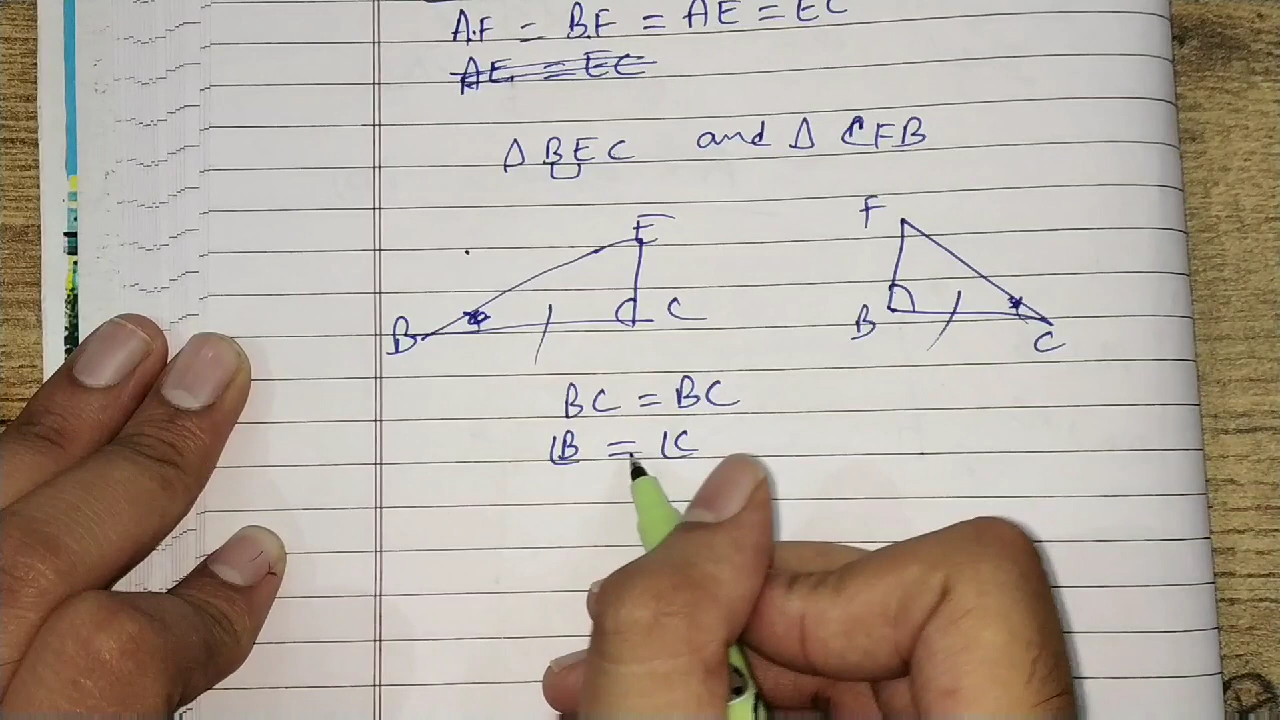 AF = BF = AE = EC
AE = EC
Δ BEC and Δ CFB
E
F
B
C
B
C
BC = BC
∠B = ∠C